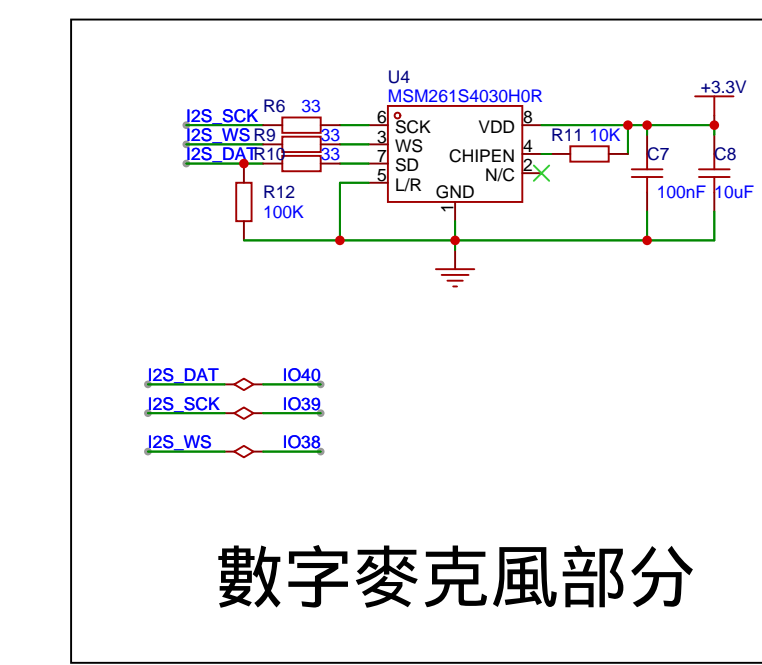 U4
MSM261S4030H0R
+3.3V
I2S_SCK R6 33 6 SCK VDD 8
I2S_WS R9 33 3 WS R11 10K
I2S_DAT R10 33 7 SD CHIPEN 4 C7 C8
5 L/R N/C 2
R12 GND 100nF 10uF
100K 1
I2S_DAT IO40
I2S_SCK IO39
I2S_WS IO38
數字麥克風部分